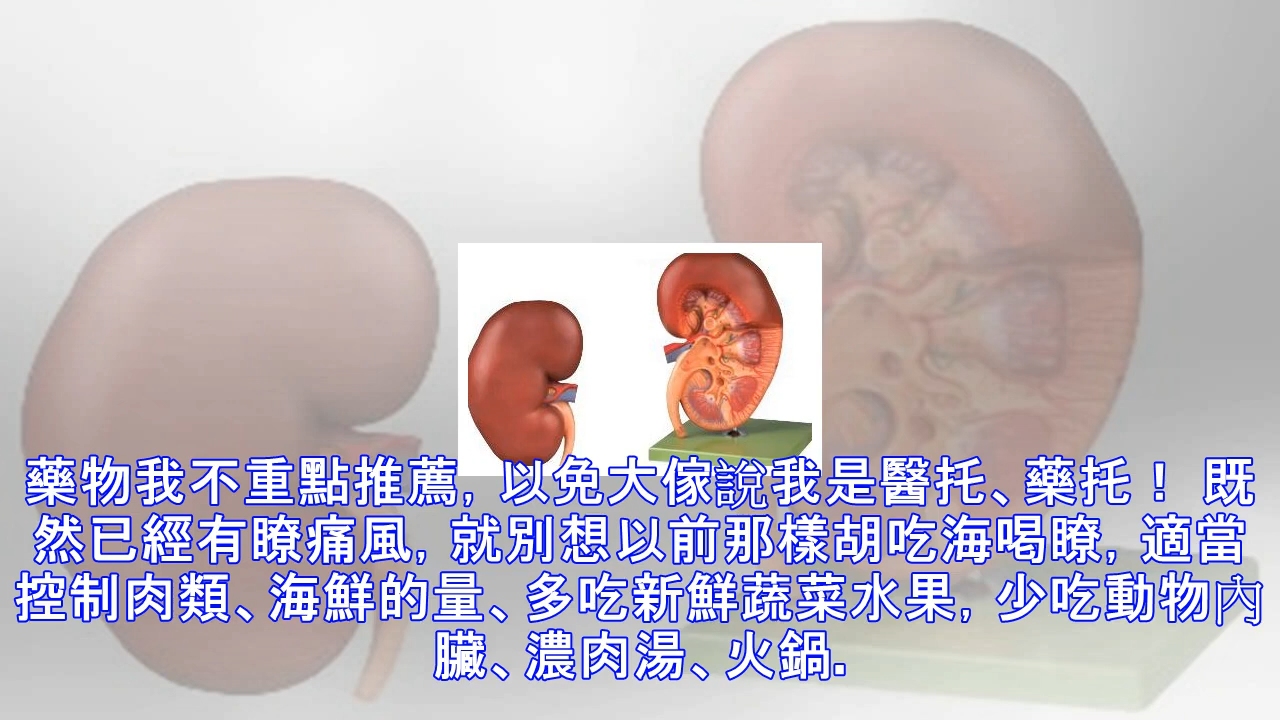 藥物我不重點推薦, 以免大傢說我是醫托、藥托！ 既
然已經有瞭痛風, 就別想以前那樣胡吃海喝瞭, 適當
控制肉類、海鮮的量、多吃新鮮蔬菜水果, 少吃動物內
臟、濃肉湯、火鍋.